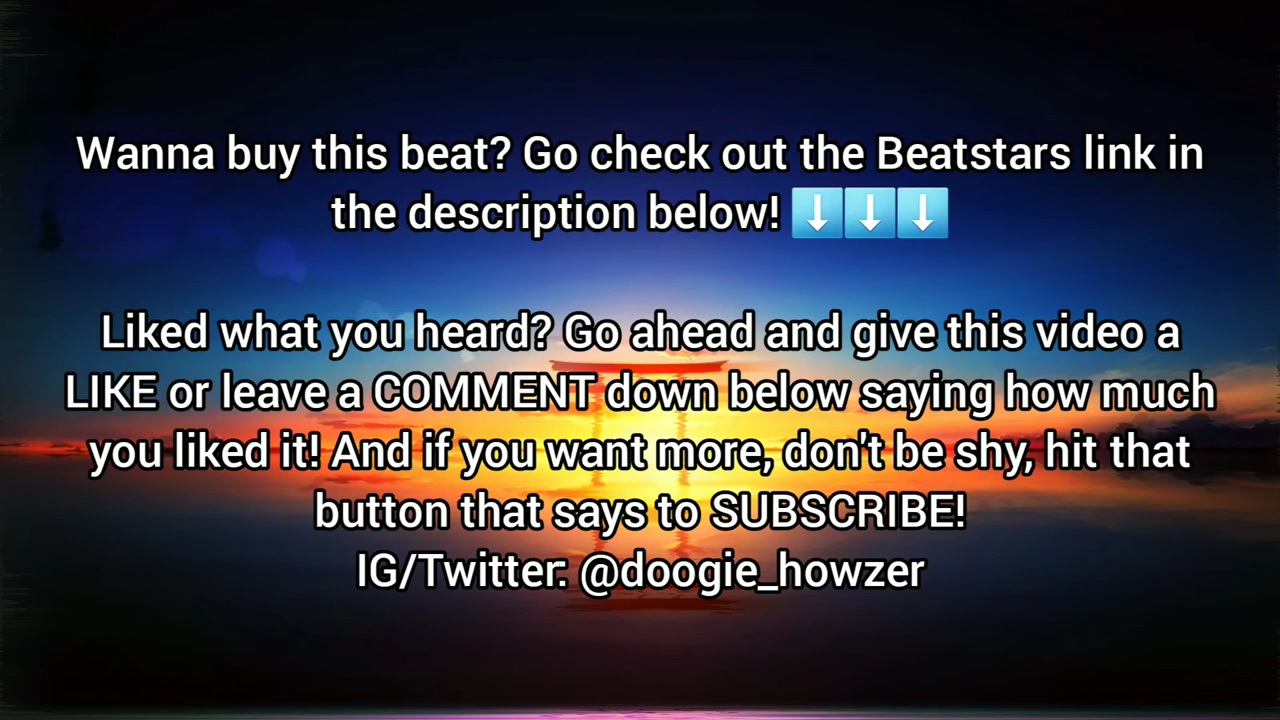 Wanna buy this beat? Go check out the Beatstars link in
the description below! ⬇️⬇️⬇️
Liked what you heard? Go ahead and give this video a
LIKE or leave a COMMENT down below saying how much
you liked it! And if you want more, don't be shy, hit that
button that says to SUBSCRIBE!
IG/Twitter: @doogie_howzer